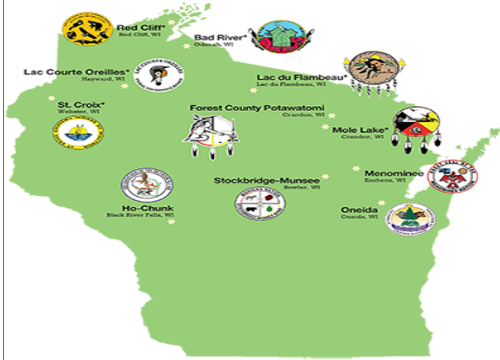 Red Cliff*
Red Cliff, WI
Bad River*
Odanah, WI
Lac Courte Oreilles*
Hayward, WI
Lac du Flambeau*
Lac du Flambeau, WI
St. Croix*
Webster, WI
Forest County Potawatomi
Crandon, WI
Mole Lake*
Crandon, WI
Stockbridge-Munsee
Bowler, WI
Menominee
Keshena, WI
Ho-Chunk
Black River Falls, WI
Oneida
Oneida, WI